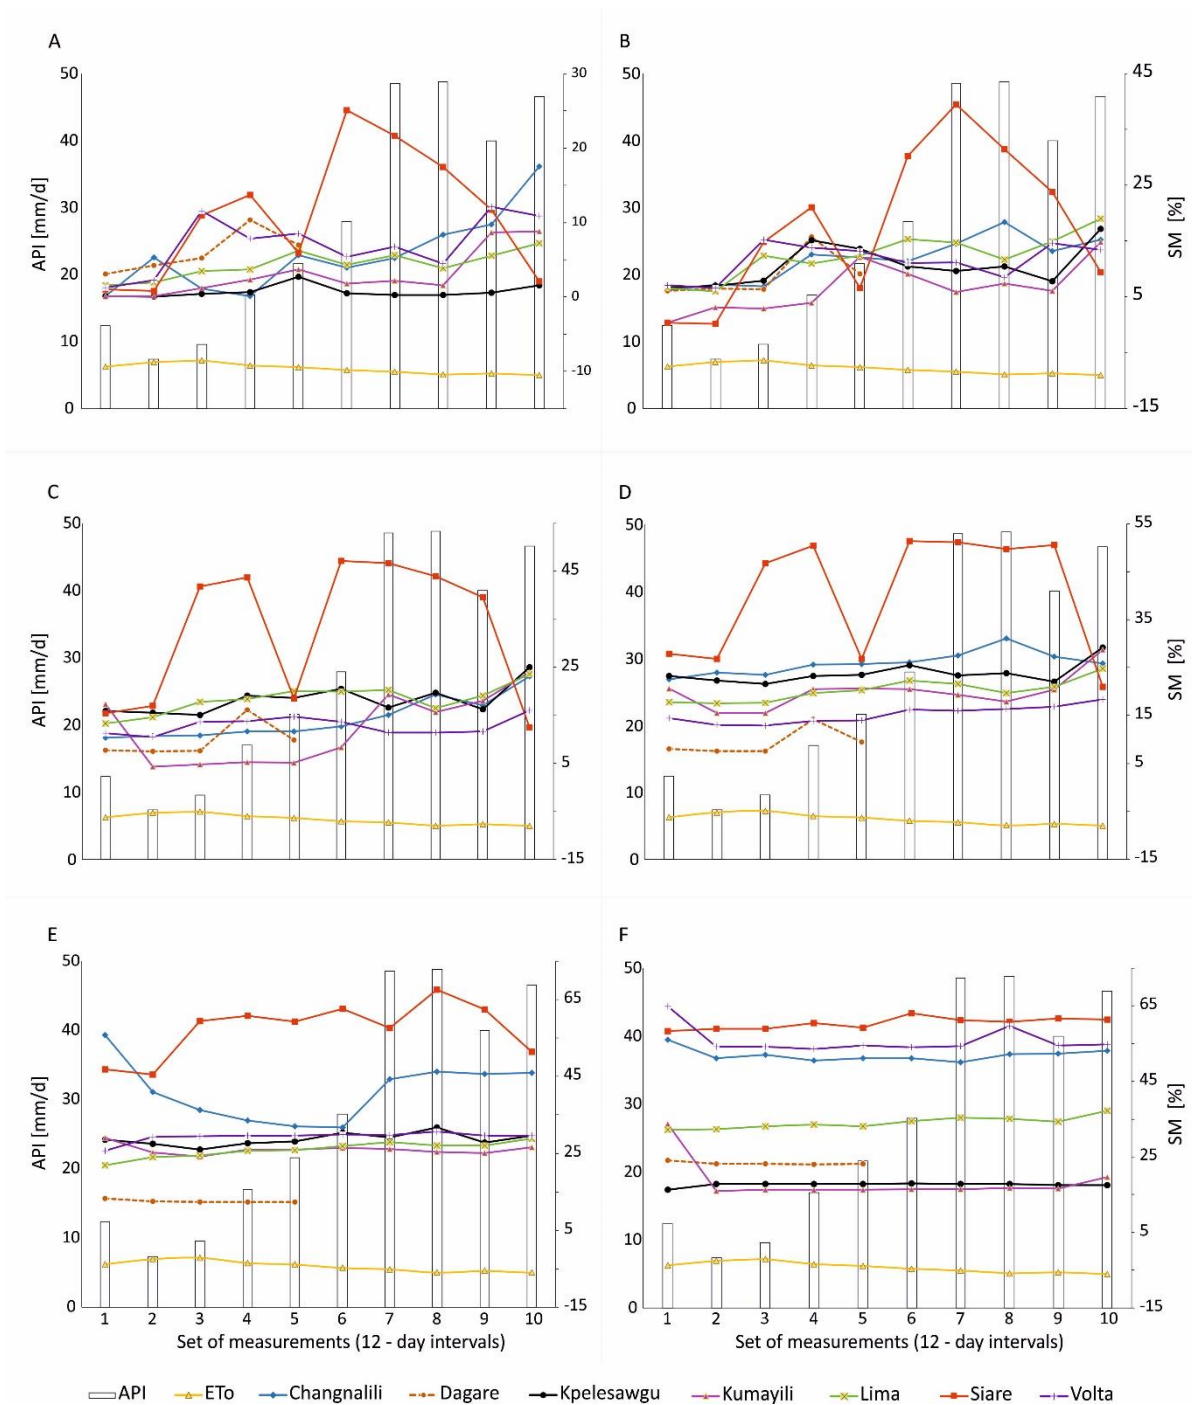 A
B
50 30 50 45
40 20 40
25
30 10 30
20 0 20 5
10 -10 10
0 0 -15
API [mm/d] SM [%]
C
D
50 50 55
45
40 40
35
30 25 30
20 20 15
5 5
10 10
0 -15 0 -15
API [mm/d] SM [%]
E
F
50 50
65 65
40 40
45 45
30 30
25 25
20 20
10 5 10 5
0 -15 0 -15
API [mm/d] SM [%]
1 2 3 4 5 6 7 8 9 10 1 2 3 4 5 6 7 8 9 10
Set of measurements (12 - day intervals) Set of measurements (12 - day intervals)
API ETo Changnalili Dagare Kpelesawgu Kumayili Lima Siare Volta